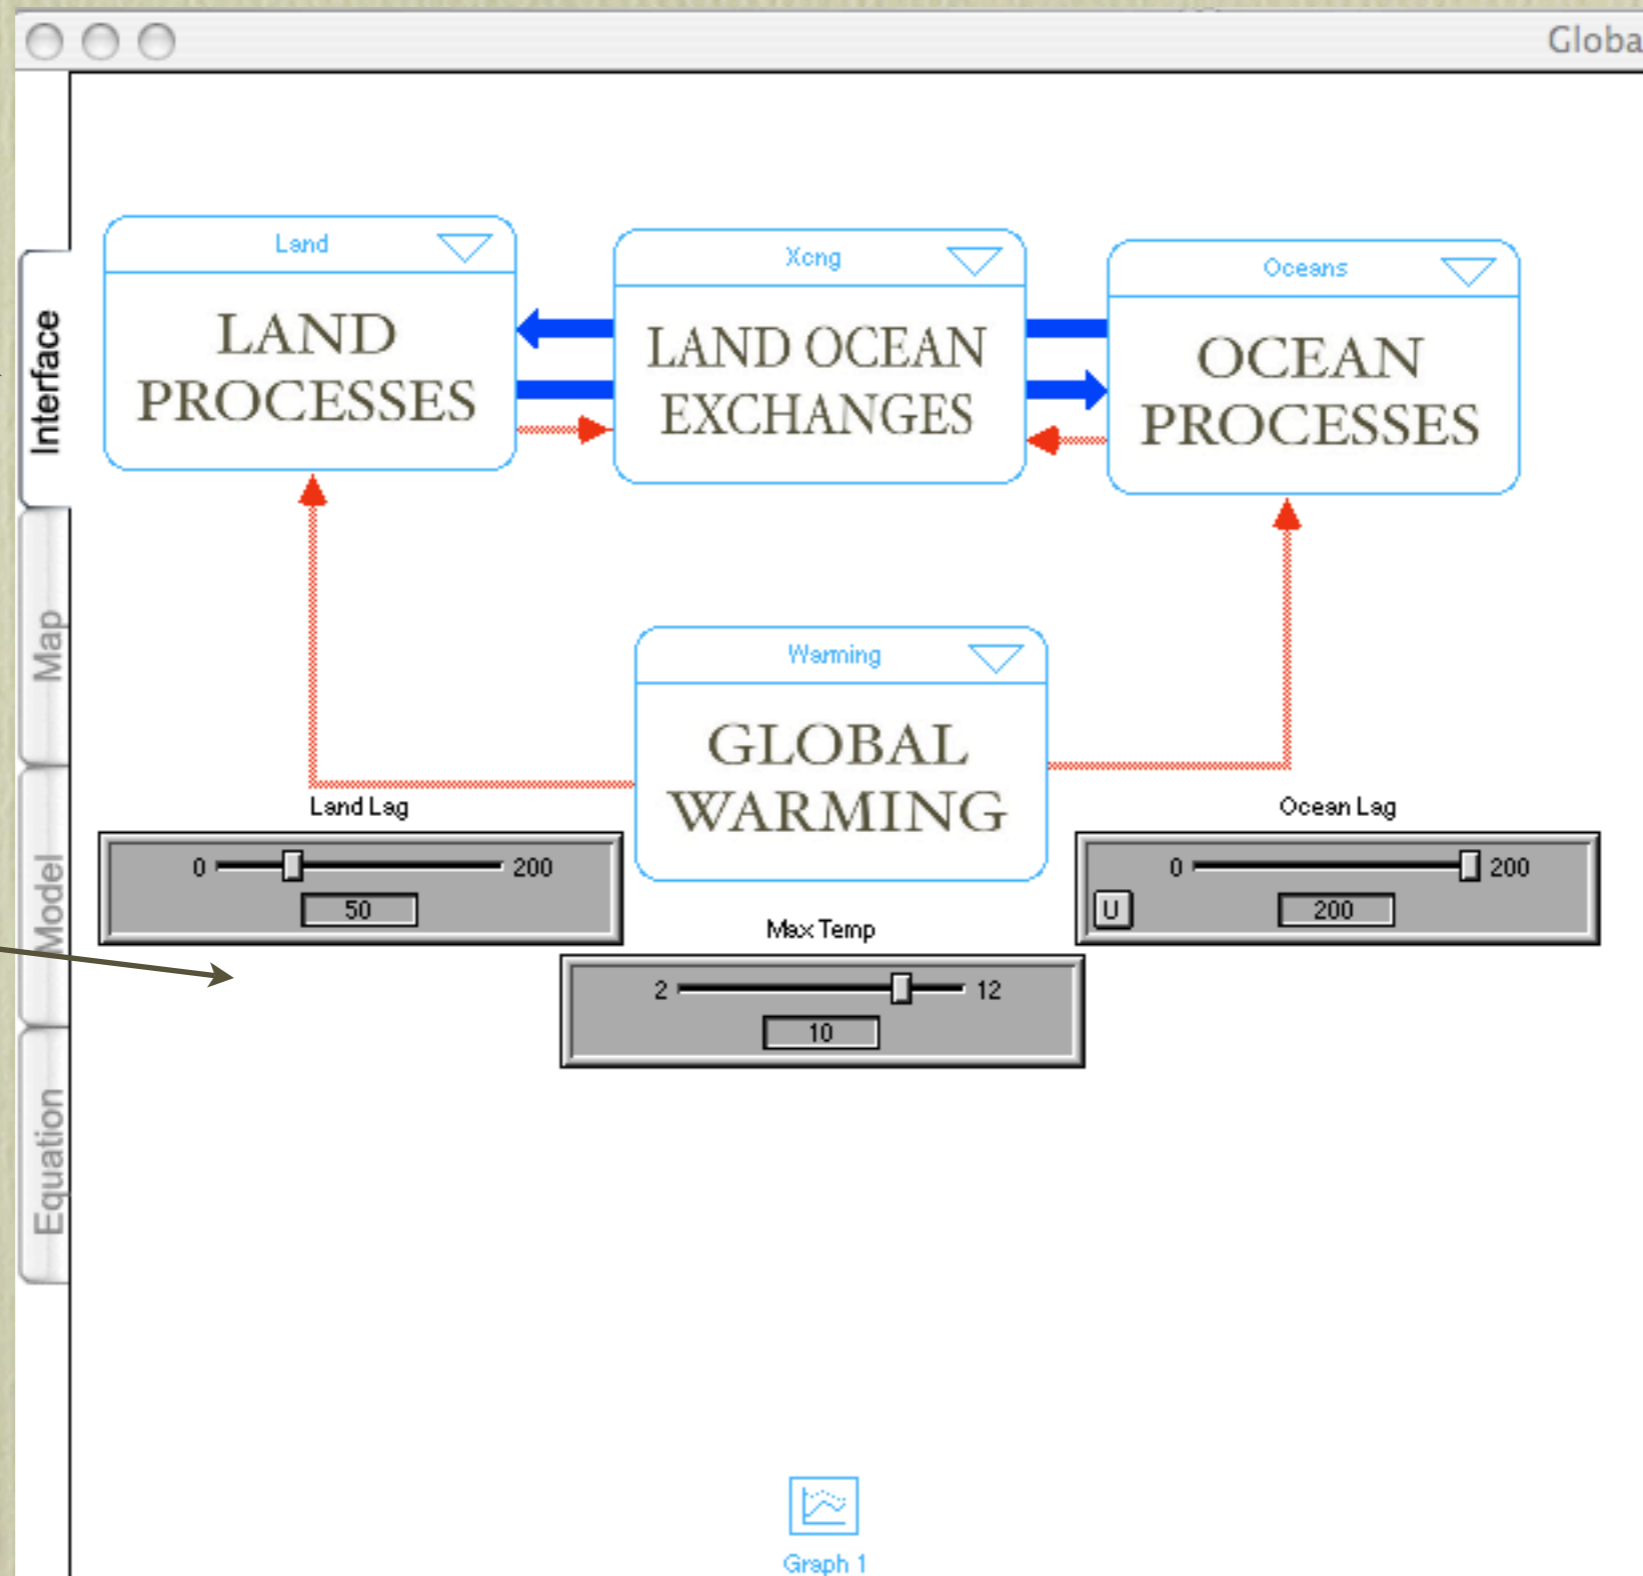 Globa
Interface
Map
Model
Equation
Land
LAND
PROCESSES
Xcng
LAND OCEAN
EXCHANGES
Oceans
OCEAN
PROCESSES
Warming
GLOBAL
WARMING
Land Lag
0 200
50
Ocean Lag
0 200
U
200
Max Temp
2 12
10
Graph 1